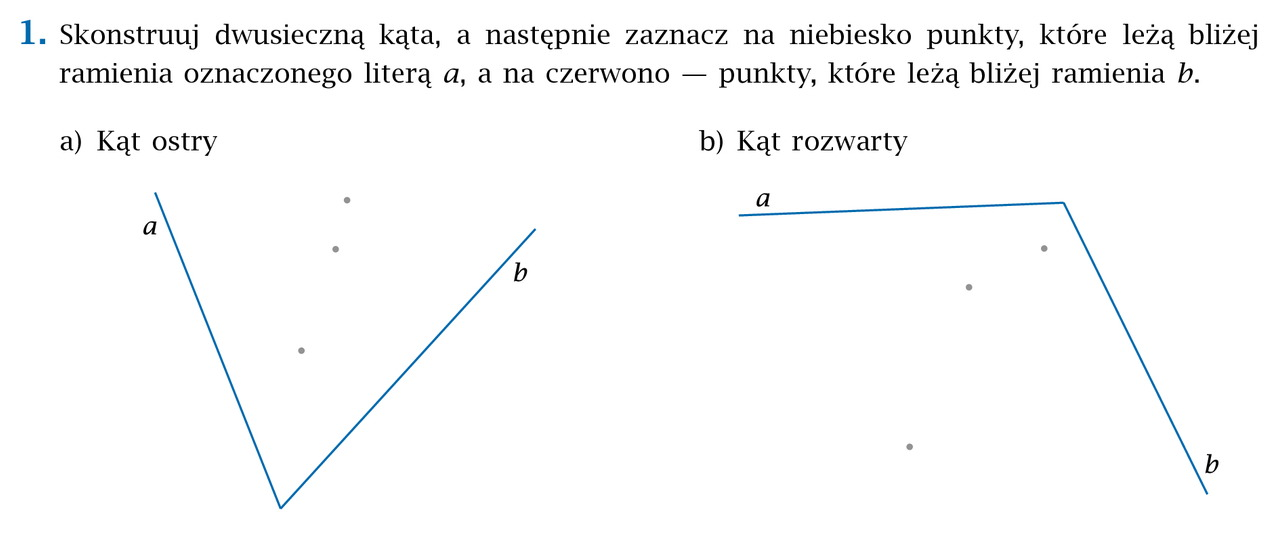 1. Skonstruuj dwusieczną kąta, a następnie zaznacz na niebiesko punkty, które leżą bliżej
ramienia oznaczonego literą a, a na czerwono — punkty, które leżą bliżej ramienia b.
a) Kąt ostry
b) Kąt rozwarty
a
b
a
b